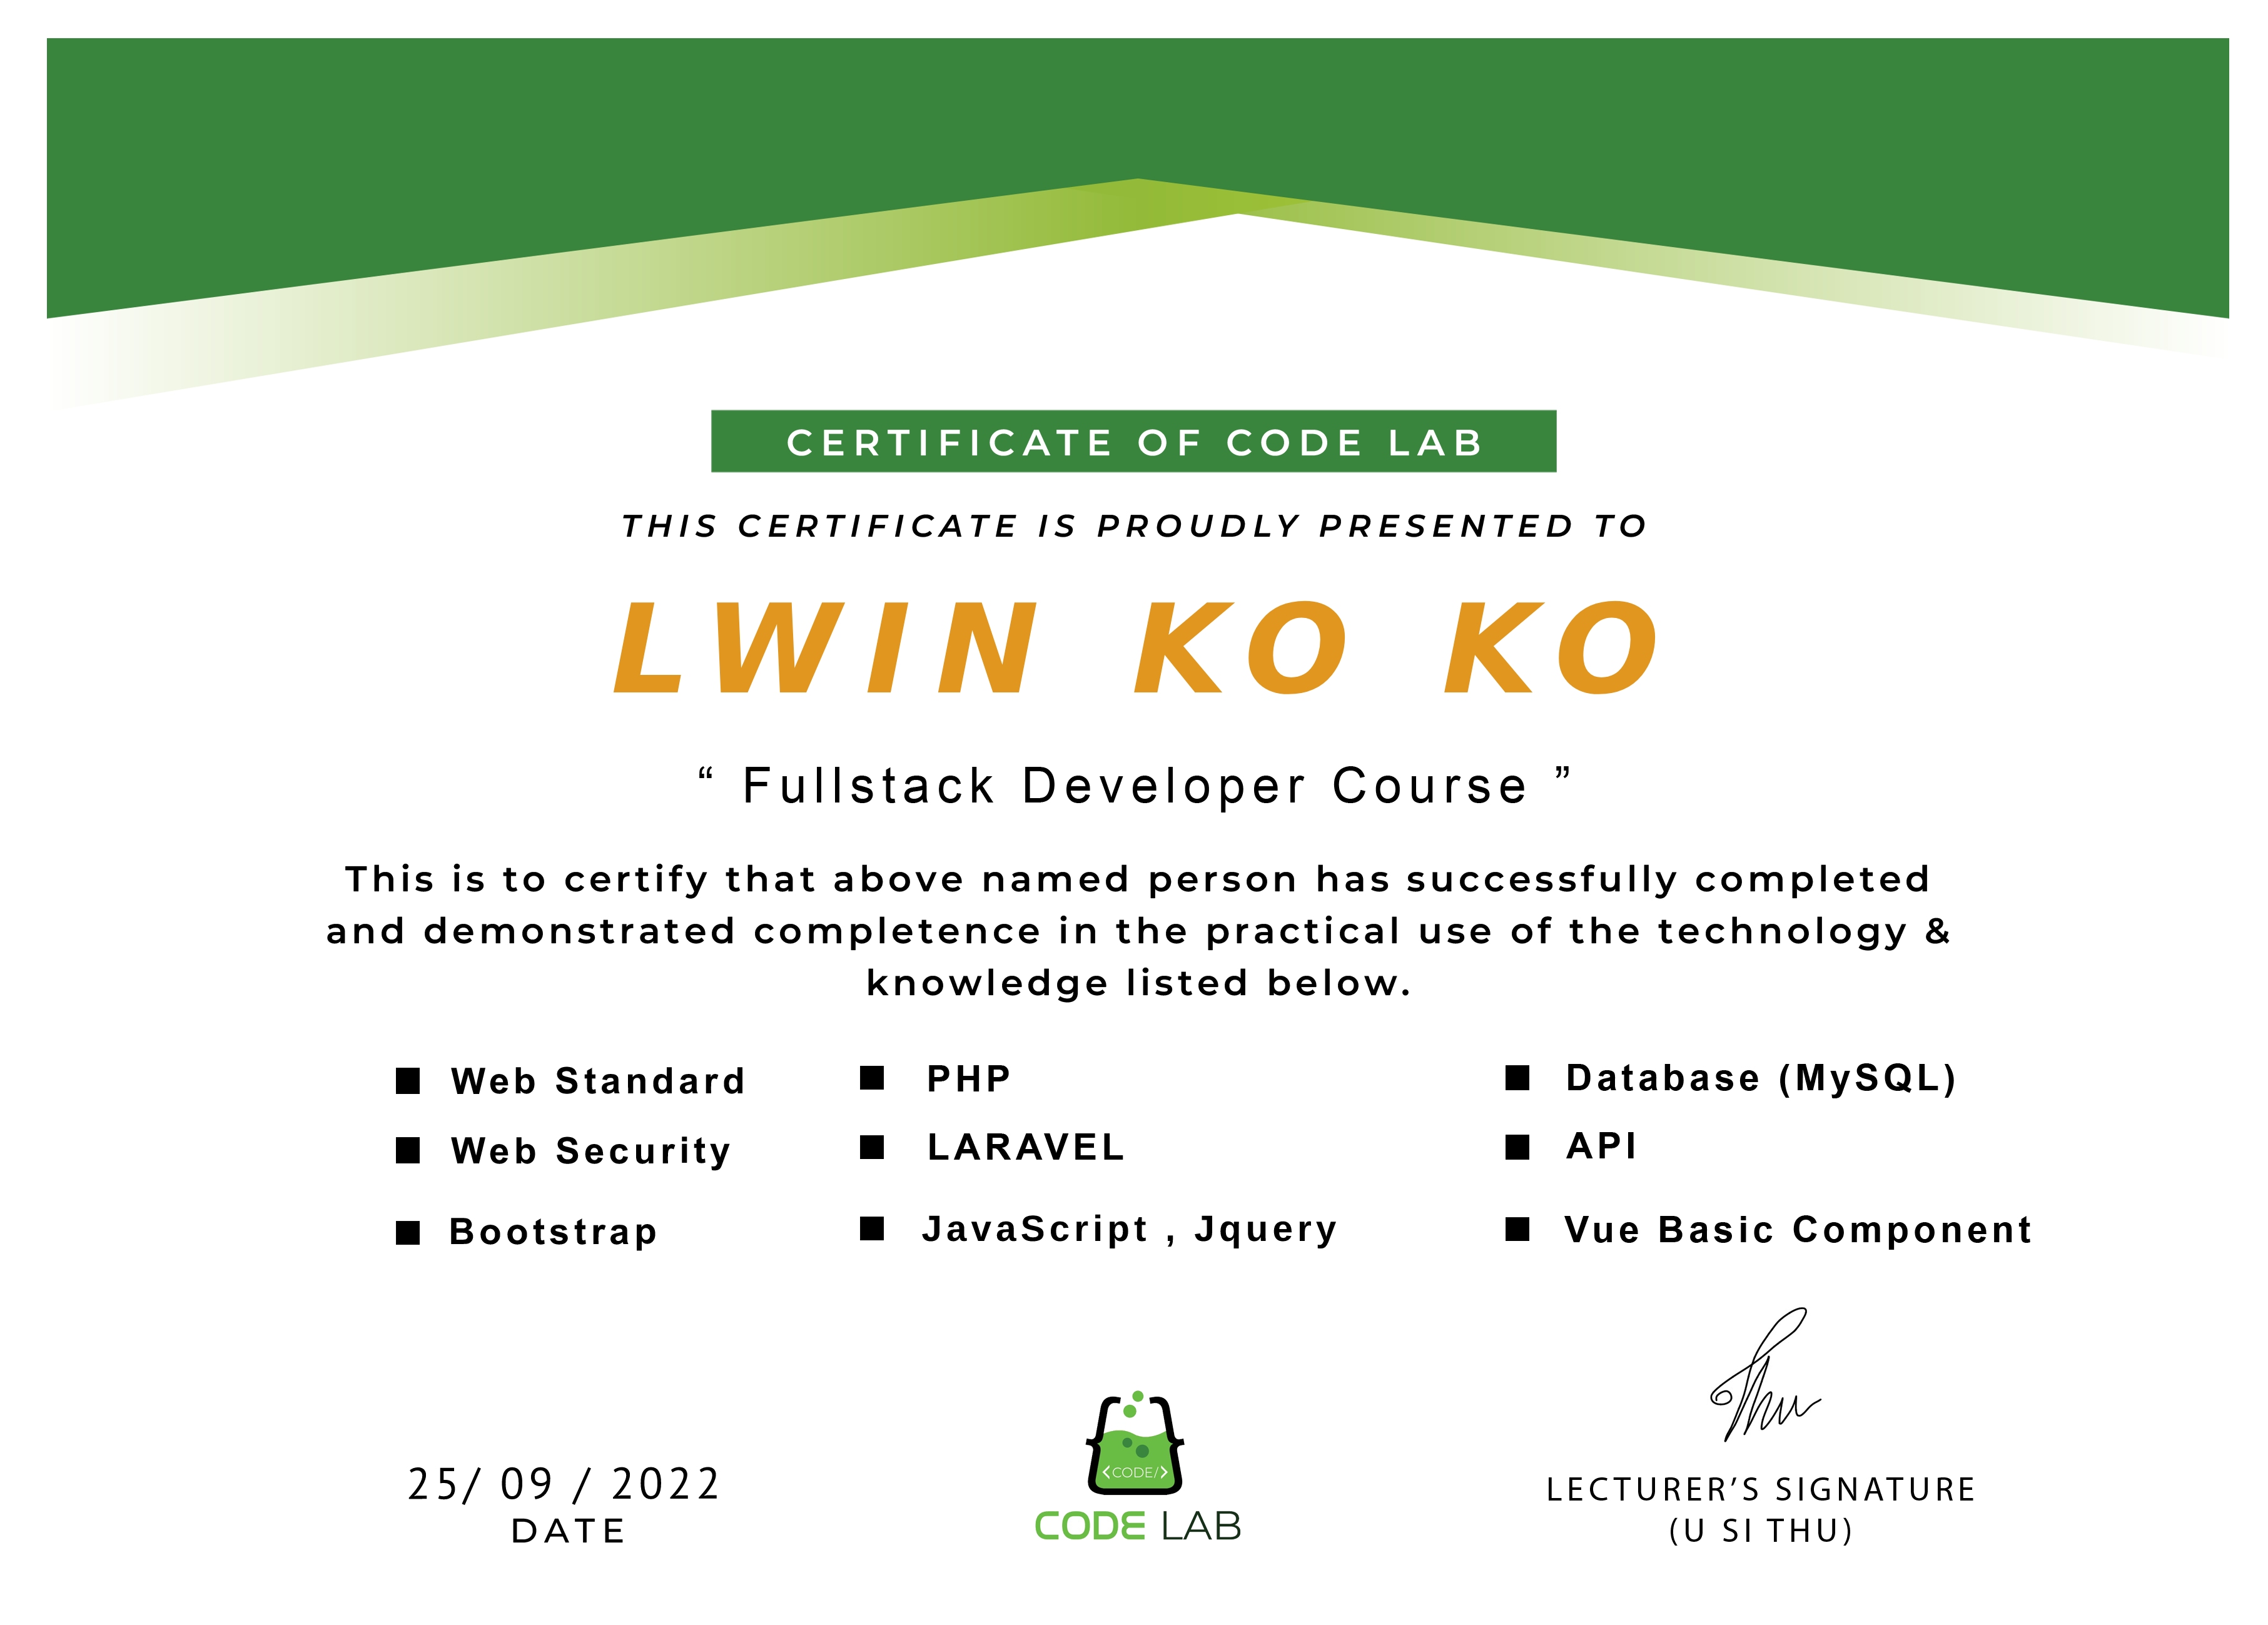 CERTIFICATE OF CODE LAB
THIS CERTIFICATE IS PROUDLY PRESENTED TO
LWIN KO KO
“ Fullstack Developer Course ”
This is to certify that above named person has successfully completed
and demonstrated completence in the practical use of the technology &
knowledge listed below.
■ Web Standard
■ Web Security
■ Bootstrap
■ PHP
■ LARAVEL
■ JavaScript , Jquery
■ Database (MySQL)
■ API
■ Vue Basic Component
25/ 09 / 2022
DATE
<CODE/>
CODE LAB
Thu
LECTURER’S SIGNATURE
(U SI THU)